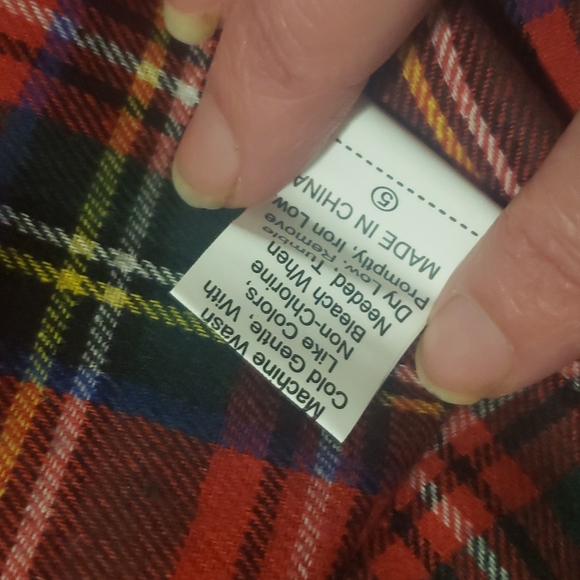 Machine Wash
Cold Gentle, With
Like Colors,
Non-Chlorine
Bleach When
Needed, Tumble
Dry Low, Remove
Promptly, Iron Low
MADE IN CHINA
5